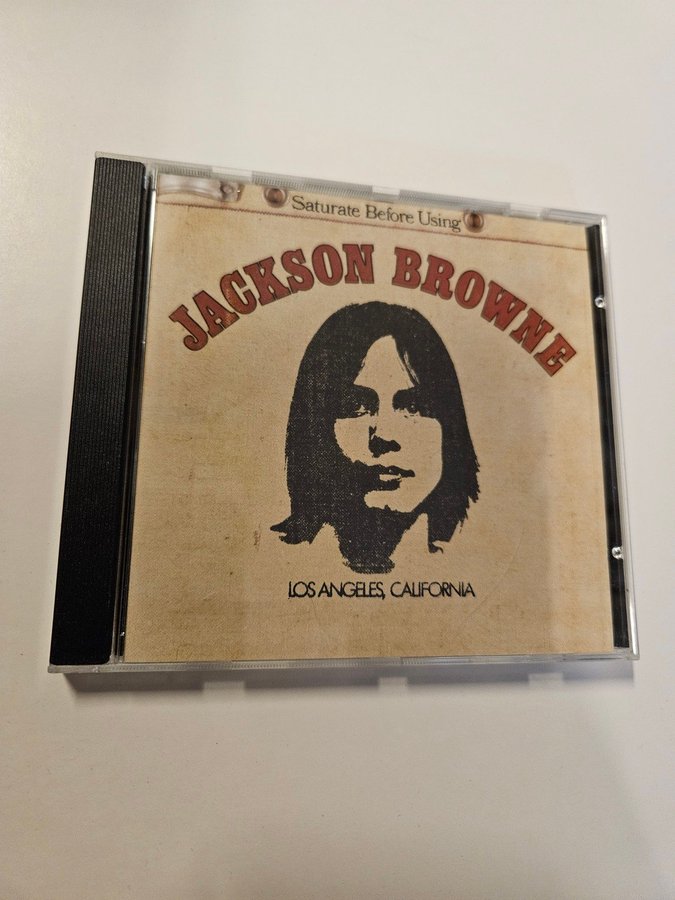 Saturate Before Using
JACKSON BROWNE
LOS ANGELES, CALIFORNIA